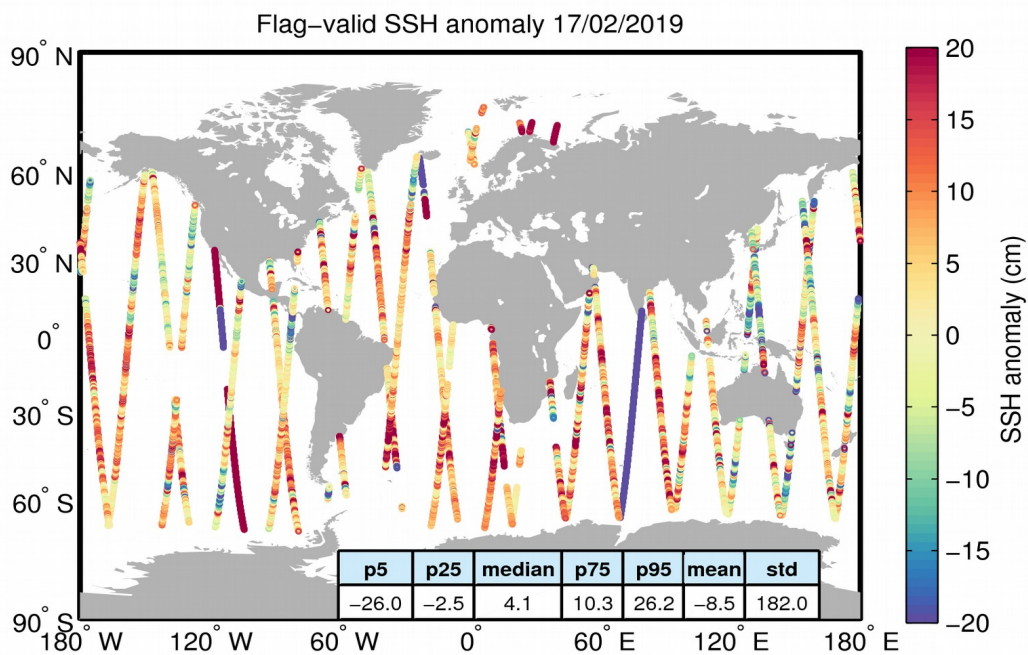 Flag−valid SSH anomaly 17/02/2019
90° N
60° N
30° N
0°
30° S
60° S
90° S
180° W
120° W
60° W
0°
60° E
120° E
180° E
p5 p25 median p75 p95 mean std
−26.0 −2.5 4.1 10.3 26.2 −8.5 182.0
20
15
10
5
0
−5
−10
−15
−20
SSH anomaly (cm)